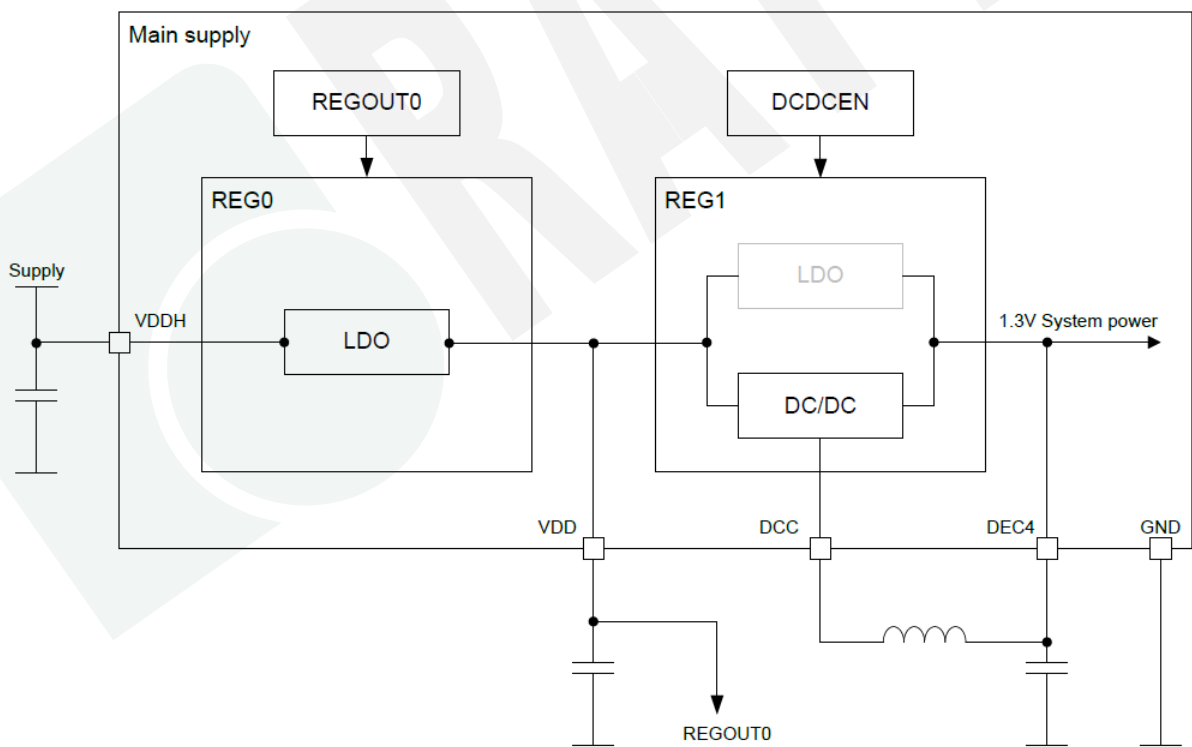 Main supply
REGOUT0
DCDCEN
REG0
REG1
LDO
Supply
VDDH
LDO
1.3V System power
DC/DC
VDD
DCC
DEC4
GND
REGOUT0